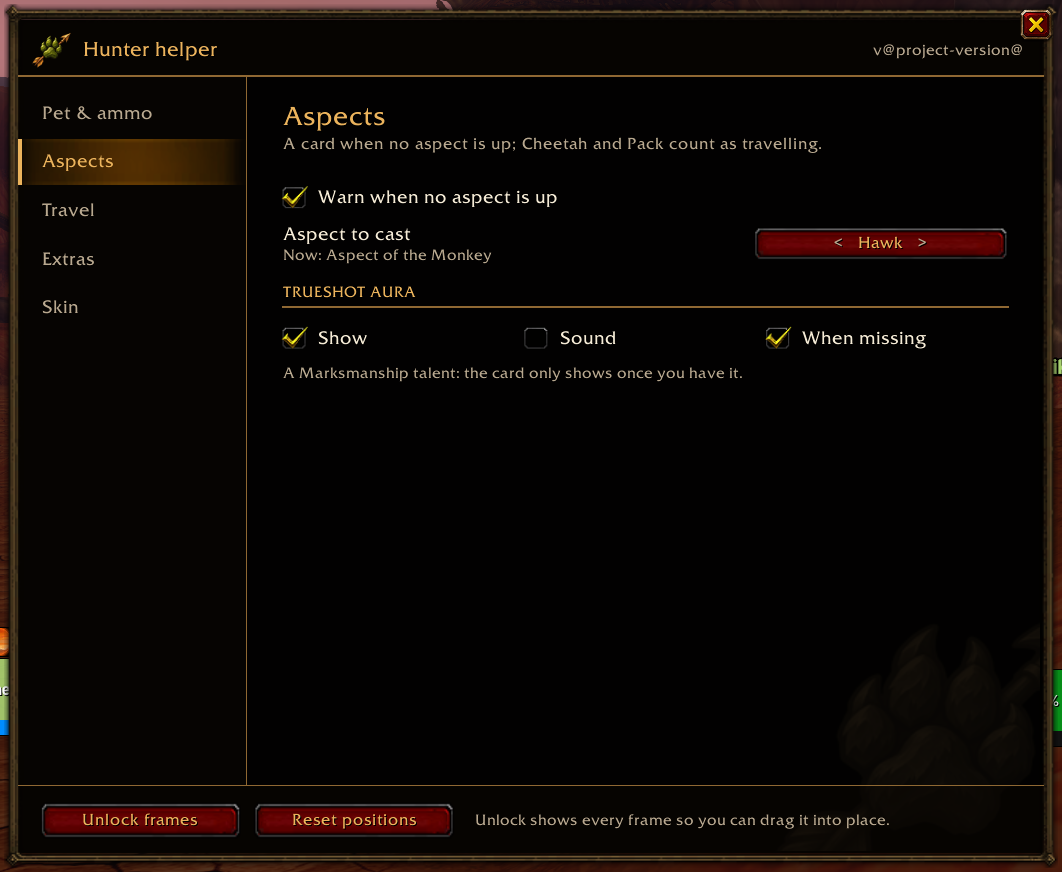 Hunter helper
v@project-version@
Pet & ammo
Aspects
Travel
Extras
Skin
Aspects
A card when no aspect is up; Cheetah and Pack count as travelling.
Warn when no aspect is up
Aspect to cast
Now: Aspect of the Monkey
< Hawk >
TRUESHOT AURA
Show
Sound
When missing
A Marksmanship talent: the card only shows once you have it.
Unlock frames
Reset positions
Unlock shows every frame so you can drag it into place.